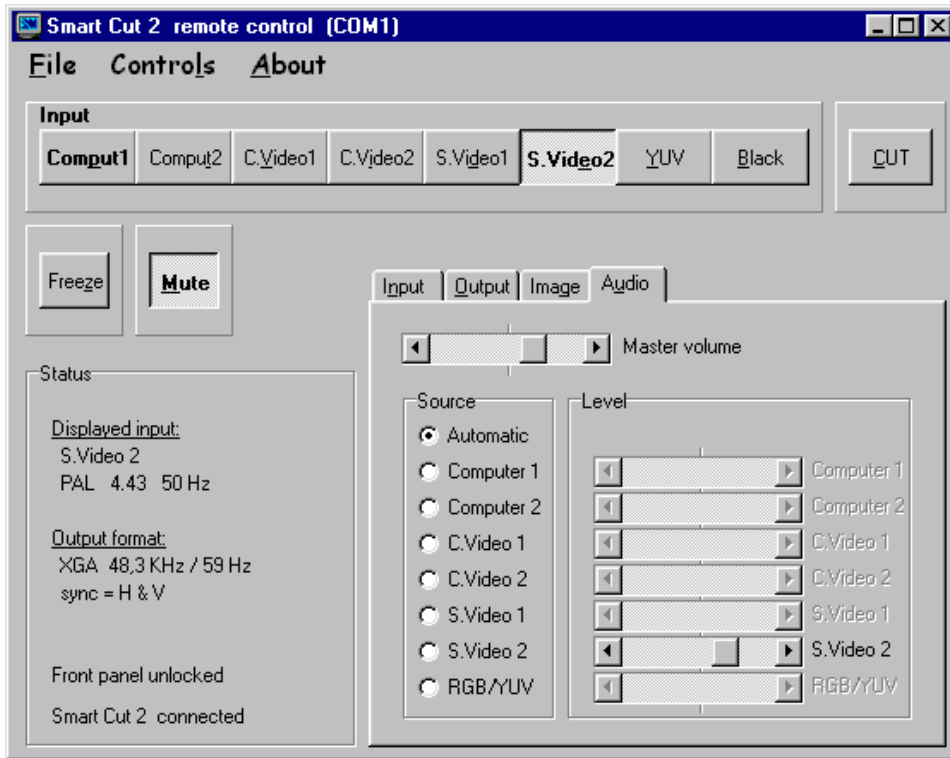 Smart Cut 2 remote control (COM1)
File Controls About
Input
Comput1 Comput2 C.Video1 C.Video2 S.Video1 S.Video2 YUV Black CUT
Freeze Mute
Input Output Image Audio
Master volume
Status
Displayed input:
S.Video 2
PAL 4.43 50 Hz
Output format:
XGA 48,3 KHz / 59 Hz
sync = H & V
Front panel unlocked
Smart Cut 2 connected
Source
Automatic
Computer 1
Computer 2
C.Video 1
C.Video 2
S.Video 1
S.Video 2
RGB/YUV
Level
Computer 1
Computer 2
C.Video 1
C.Video 2
S.Video 1
S.Video 2
RGB/YUV